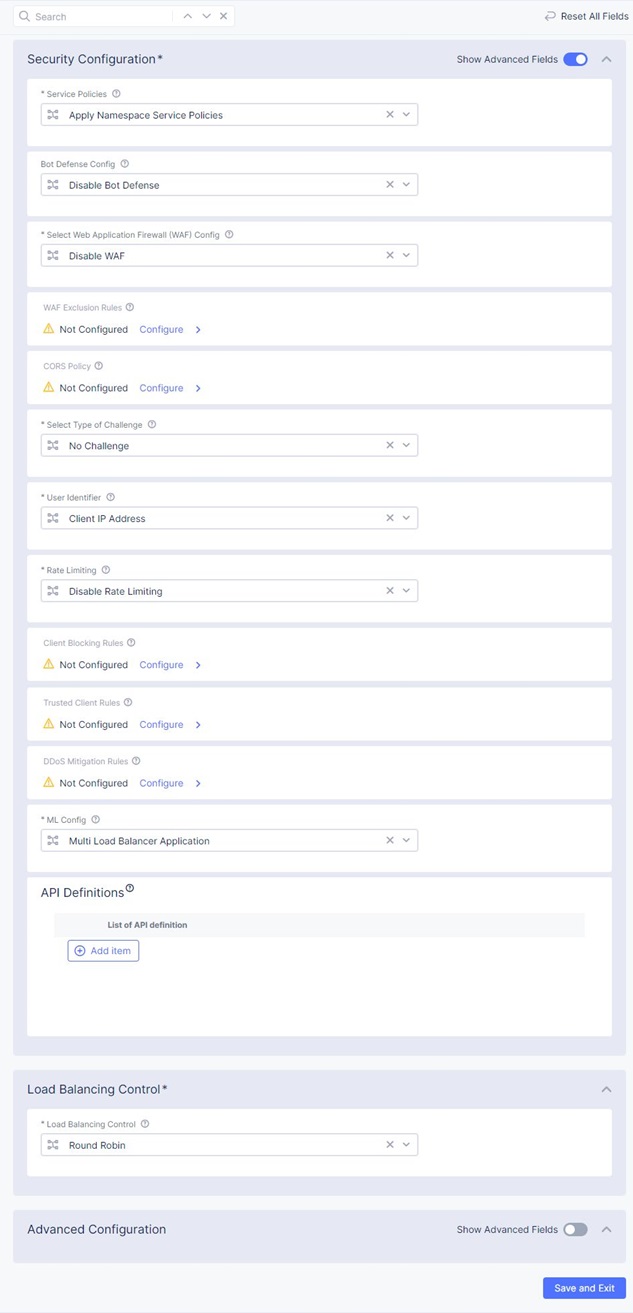 Search
Reset All Fields
Security Configuration*
Show Advanced Fields
* Service Policies
Apply Namespace Service Policies
Bot Defense Config
Disable Bot Defense
* Select Web Application Firewall (WAF) Config
Disable WAF
WAF Exclusion Rules
Not Configured Configure
CORS Policy
Not Configured Configure
* Select Type of Challenge
No Challenge
* User Identifier
Client IP Address
* Rate Limiting
Disable Rate Limiting
Client Blocking Rules
Not Configured Configure
Trusted Client Rules
Not Configured Configure
DDoS Mitigation Rules
Not Configured Configure
* ML Config
Multi Load Balancer Application
API Definitions
List of API definition
Add item
Load Balancing Control*
* Load Balancing Control
Round Robin
Advanced Configuration
Show Advanced Fields
Save and Exit